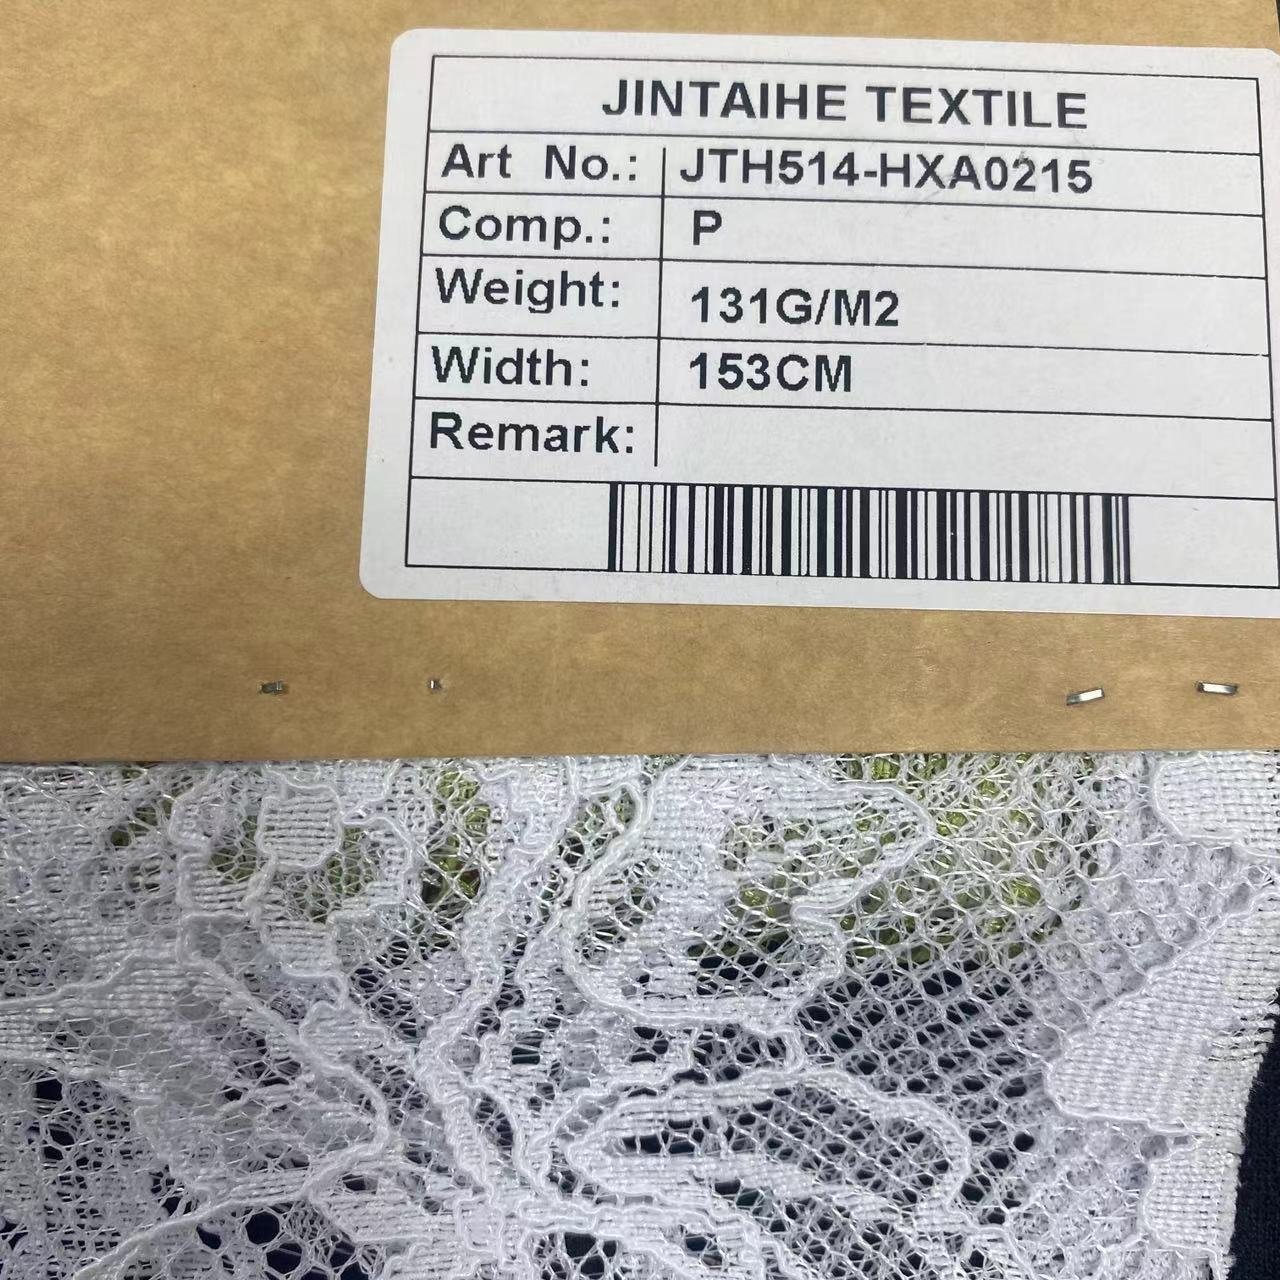 JINTAIHE TEXTILE
Art No.: JTH514-HXA0215
Comp.: P
Weight: 131G/M2
Width: 153CM
Remark: